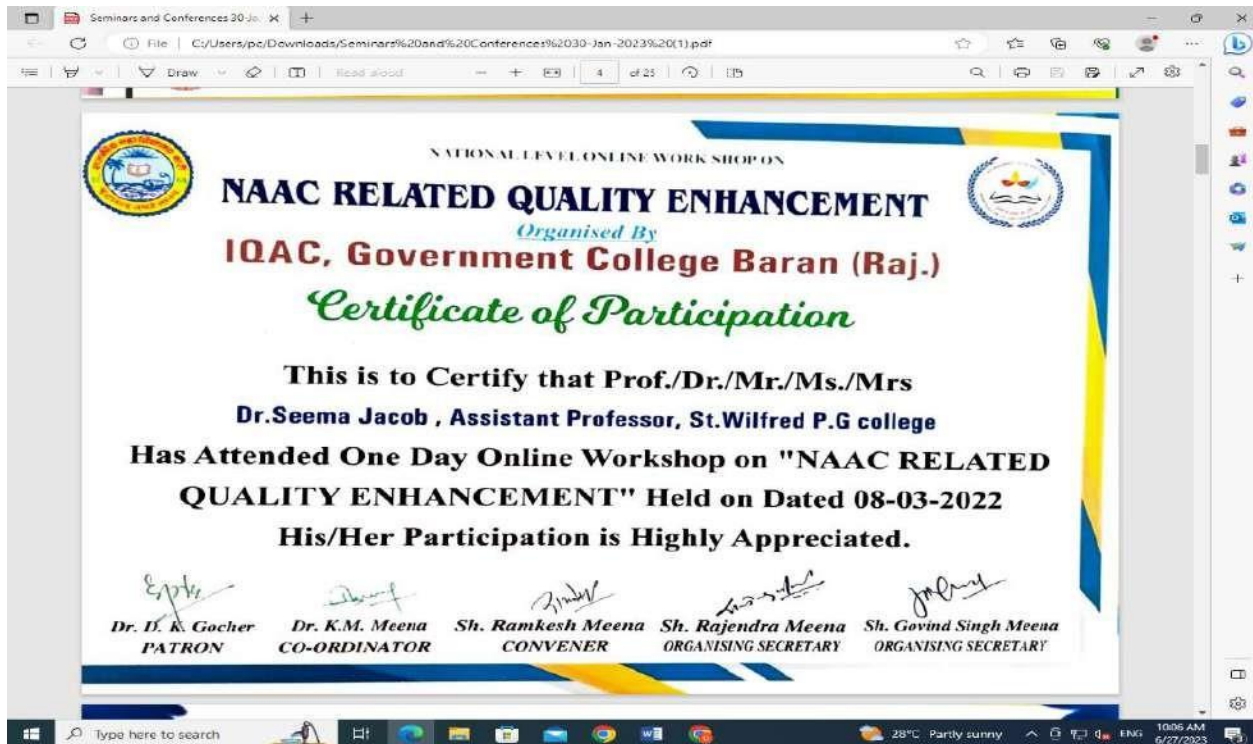 Seminars and Conferences 30-Ja
File | C:/Users/pc/Downloads/Seminars%20and%20Conferences%2030-Jan-2023%20(1).pdf
Draw
Read aloud
4 of 25
NATIONAL LEVEL ONLINE WORK SHOP ON
NAAC RELATED QUALITY ENHANCEMENT
Organised By
IQAC, Government College Baran (Raj.)
Certificate of Participation
This is to Certify that Prof./Dr./Mr./Ms./Mrs
Dr.Seema Jacob , Assistant Professor, St.Wilfred P.G college
Has Attended One Day Online Workshop on "NAAC RELATED
QUALITY ENHANCEMENT" Held on Dated 08-03-2022
His/Her Participation is Highly Appreciated.
Dr. D. K. Gocher Dr. K.M. Meena Sh. Ramkesh Meena Sh. Rajendra Meena Sh. Govind Singh Meena
PATRON CO-ORDINATOR CONVENER ORGANISING SECRETARY ORGANISING SECRETARY
Type here to search
28°C Partly sunny
ENG
10:06 AM
6/27/2023